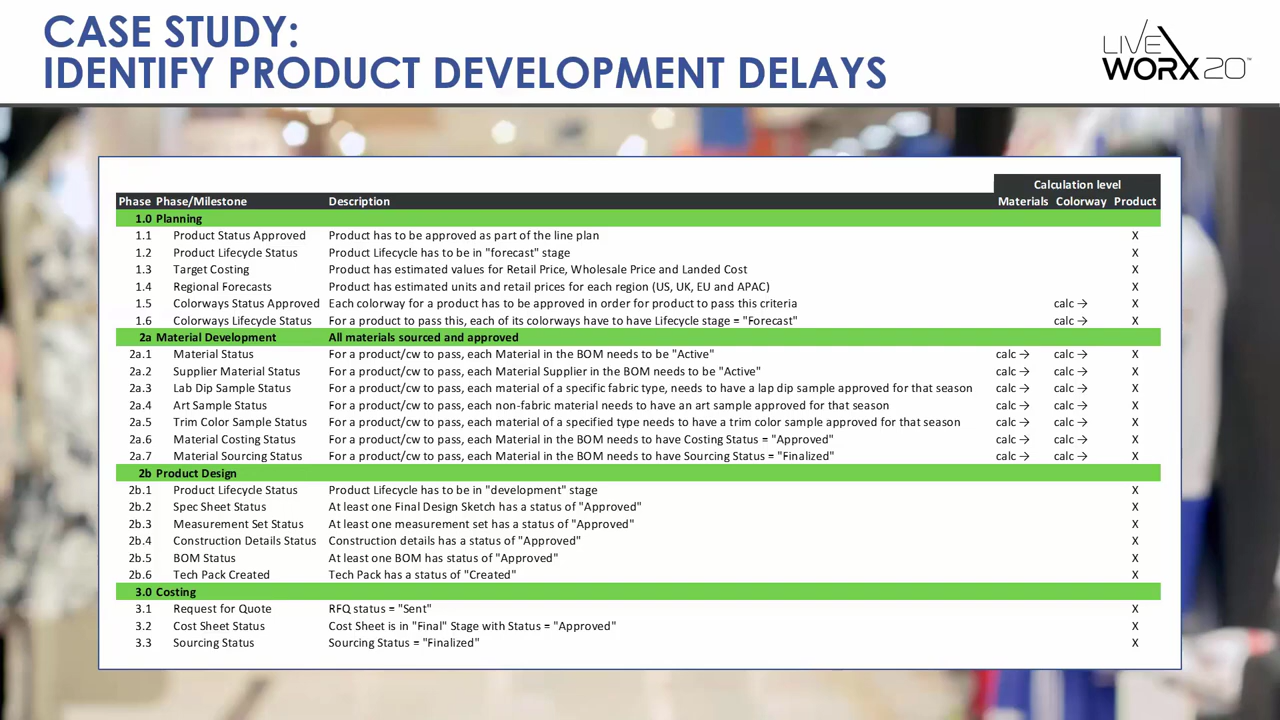 CASE STUDY:
IDENTIFY PRODUCT DEVELOPMENT DELAYS
LIVE
WORX 20™
Calculation level
Phase Phase/Milestone Description Materials Colorway Product
1.0 Planning
1.1 Product Status Approved Product has to be approved as part of the line plan X
1.2 Product Lifecycle Status Product Lifecycle has to be in "forecast" stage X
1.3 Target Costing Product has estimated values for Retail Price, Wholesale Price and Landed Cost X
1.4 Regional Forecasts Product has estimated units and retail prices for each region (US, UK, EU and APAC) X
1.5 Colorways Status Approved Each colorway for a product has to be approved in order for product to pass this criteria calc → X
1.6 Colorways Lifecycle Status For a product to pass this, each of its colorways have to have Lifecycle stage = "Forecast" calc → X
2a Material Development All materials sourced and approved
2a.1 Material Status For a product/cw to pass, each Material in the BOM needs to be "Active" calc → calc → X
2a.2 Supplier Material Status For a product/cw to pass, each Material Supplier in the BOM needs to be "Active" calc → calc → X
2a.3 Lab Dip Sample Status For a product/cw to pass, each material of a specific fabric type, needs to have a lap dip sample approved for that season calc → calc → X
2a.4 Art Sample Status For a product/cw to pass, each non-fabric material needs to have an art sample approved for that season calc → calc → X
2a.5 Trim Color Sample Status For a product/cw to pass, each material of a specified type needs to have a trim color sample approved for that season calc → calc → X
2a.6 Material Costing Status For a product/cw to pass, each Material in the BOM needs to have Costing Status = "Approved" calc → calc → X
2a.7 Material Sourcing Status For a product/cw to pass, each Material in the BOM needs to have Sourcing Status = "Finalized" calc → calc → X
2b Product Design
2b.1 Product Lifecycle Status Product Lifecycle has to be in "development" stage X
2b.2 Spec Sheet Status At least one Final Design Sketch has a status of "Approved" X
2b.3 Measurement Set Status At least one measurement set has a status of "Approved" X
2b.4 Construction Details Status Construction details has a status of "Approved" X
2b.5 BOM Status At least one BOM has status of "Approved" X
2b.6 Tech Pack Created Tech Pack has a status of "Created" X
3.0 Costing
3.1 Request for Quote RFQ status = "Sent" X
3.2 Cost Sheet Status Cost Sheet is in "Final" Stage with Status = "Approved" X
3.3 Sourcing Status Sourcing Status = "Finalized" X